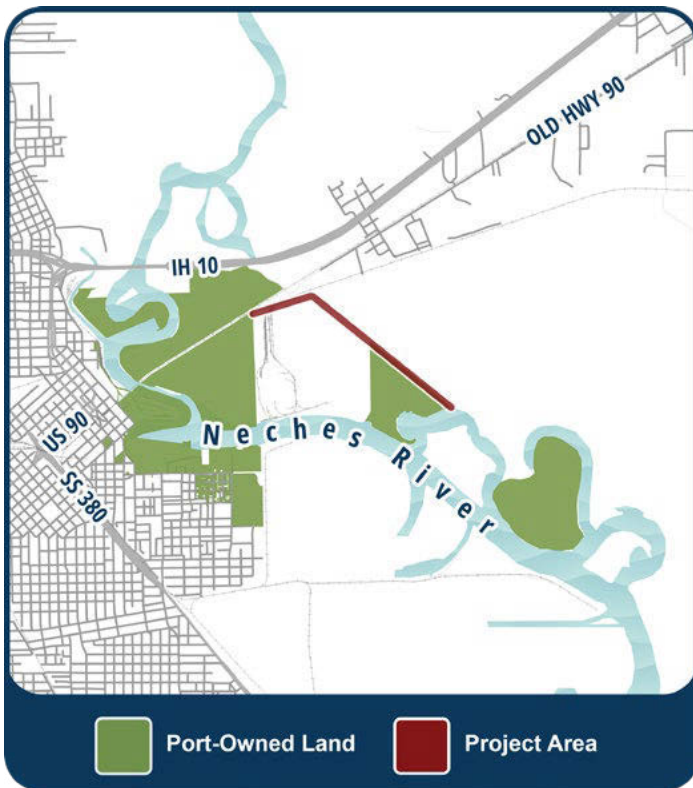 OLD HWY 90
IH 10
US 90
SS 380
Neches River
Port-Owned Land
Project Area